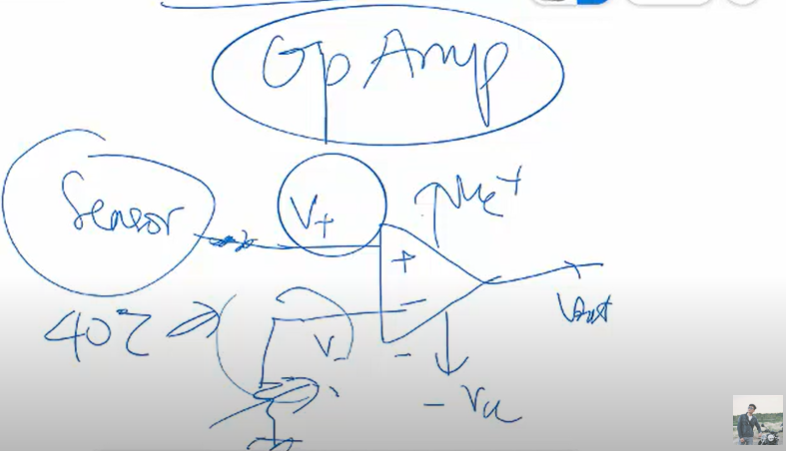 Op Amp
Sensor
V+
Vcc+
+
Vout
40%
V-
-
-
- Vcc